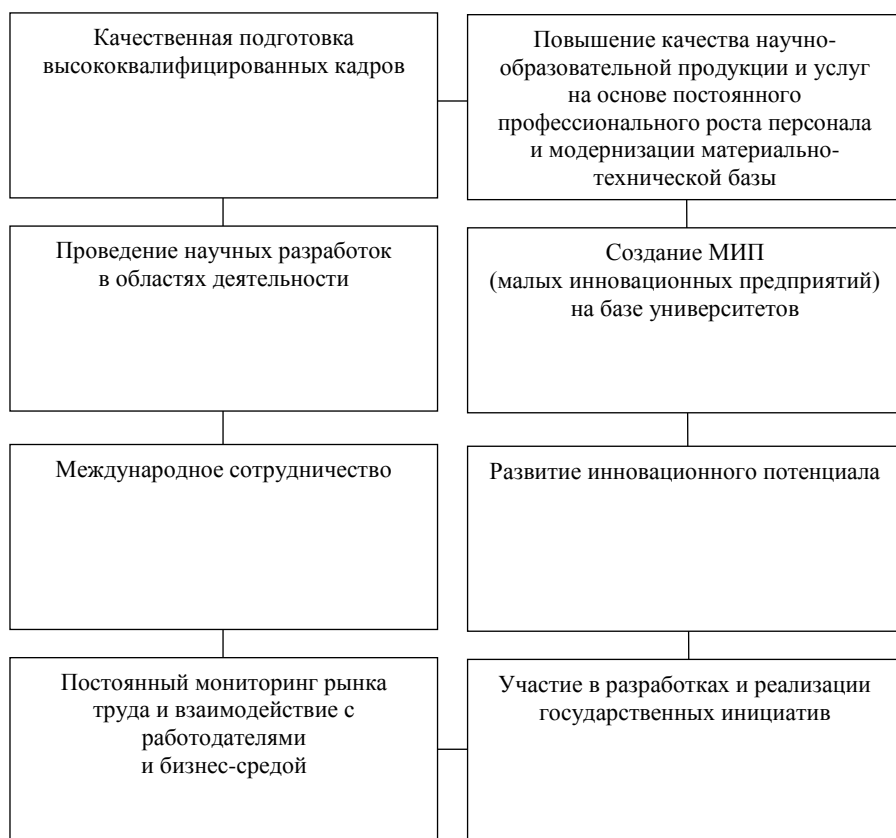 Качественная подготовка
высококвалифицированных кадров
Повышение качества научно-
образовательной продукции и услуг
на основе постоянного
профессионального роста персонала
и модернизации материально-
технической базы
Проведение научных разработок
в областях деятельности
Создание МИП
(малых инновационных предприятий)
на базе университетов
Международное сотрудничество
Развитие инновационного потенциала
Постоянный мониторинг рынка
труда и взаимодействие с
работодателями
и бизнес-средой
Участие в разработках и реализации
государственных инициатив